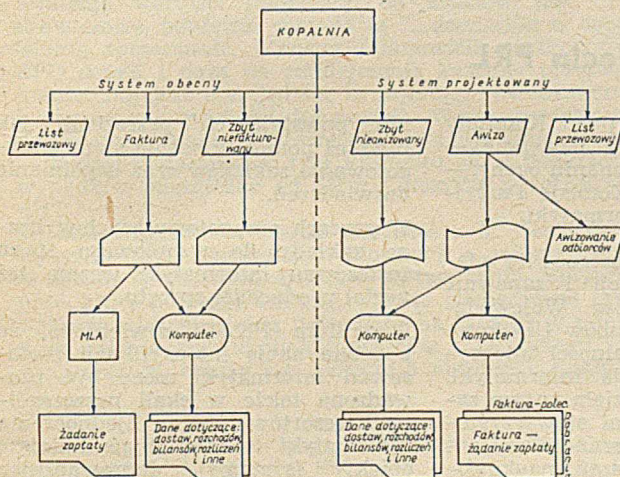 KOPALNIA
System obecny
System projektowany
List
przewozowy
Faktura
Zbyt
niefakturo-
wany
Zbyt
nieawizowany
Awizo
List
przewozowy
Awizowanie
odbiorców
MLA
Komputer
Komputer
Komputer
Żądanie
zapłaty
Dane dotyczące:
dostaw, rozchodów,
bilansów, rozliczeń
i inne
Dane dotyczące:
dostaw, rozchodów,
bilansów, rozliczeń
i inne
Faktura-polec.
Faktura —
żądanie zapłaty